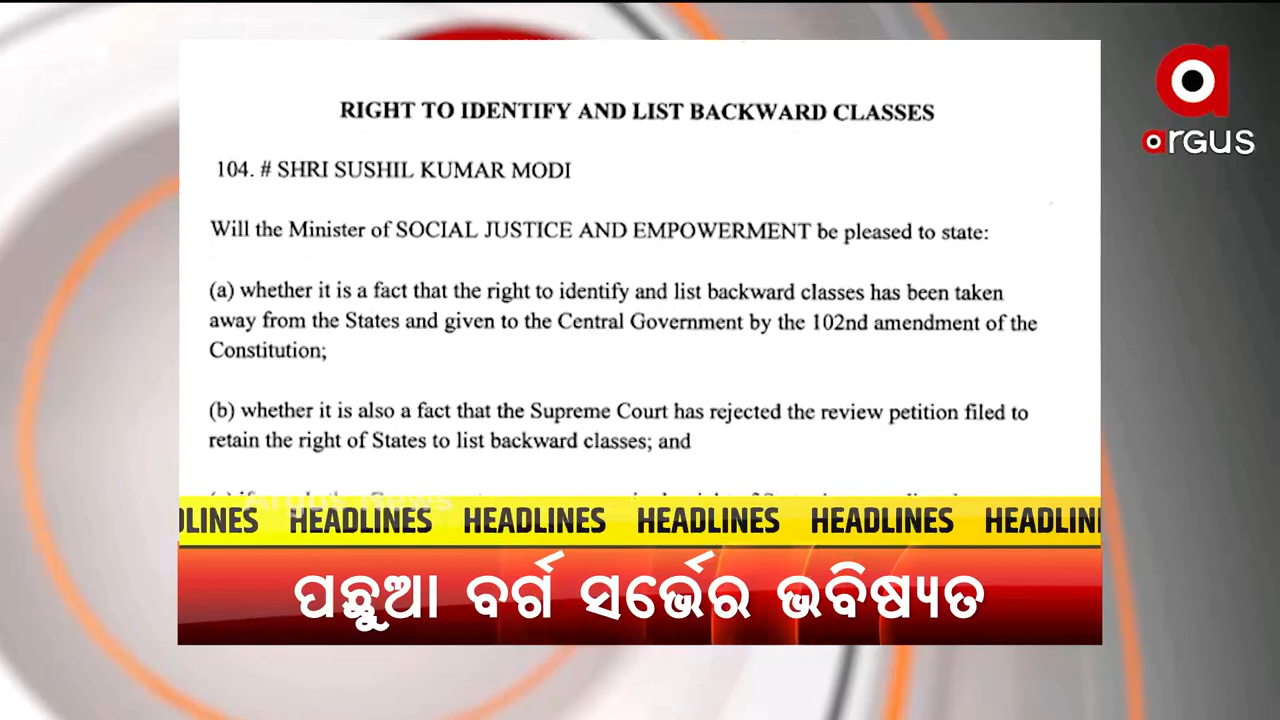 RIGHT TO IDENTIFY AND LIST BACKWARD CLASSES
104. # SHRI SUSHIL KUMAR MODI
Will the Minister of SOCIAL JUSTICE AND EMPOWERMENT be pleased to state:
(a) whether it is a fact that the right to identify and list backward classes has been taken
away from the States and given to the Central Government by the 102nd amendment of the
Constitution;
(b) whether it is also a fact that the Supreme Court has rejected the review petition filed to
retain the right of States to list backward classes; and
Argus News
DLINES HEADLINES HEADLINES HEADLINES HEADLINES HEADLIN
ପଛୁଆ ବର୍ଗ ସର୍ଭେର ଭବିଷ୍ୟତ
argus